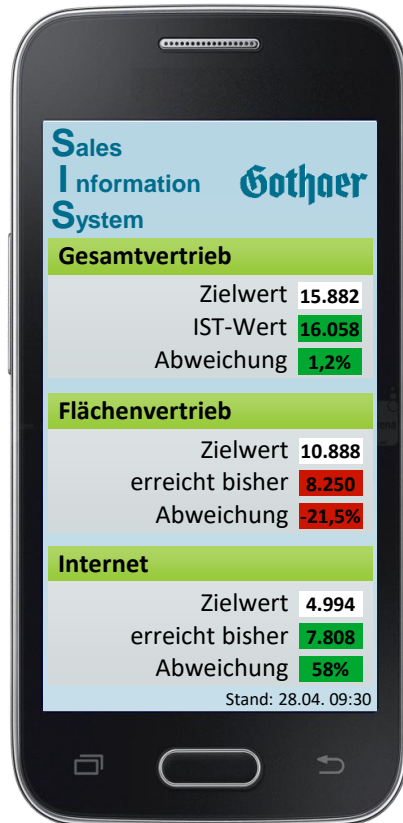 Sales
Information
System
Gothaer
Gesamtvertrieb
Zielwert 15.882
IST-Wert 16.058
Abweichung 1,2%
Flächenvertrieb
Zielwert 10.888
erreicht bisher 8.250
Abweichung -21,5%
Internet
Zielwert 4.994
erreicht bisher 7.808
Abweichung 58%
Stand: 28.04. 09:30